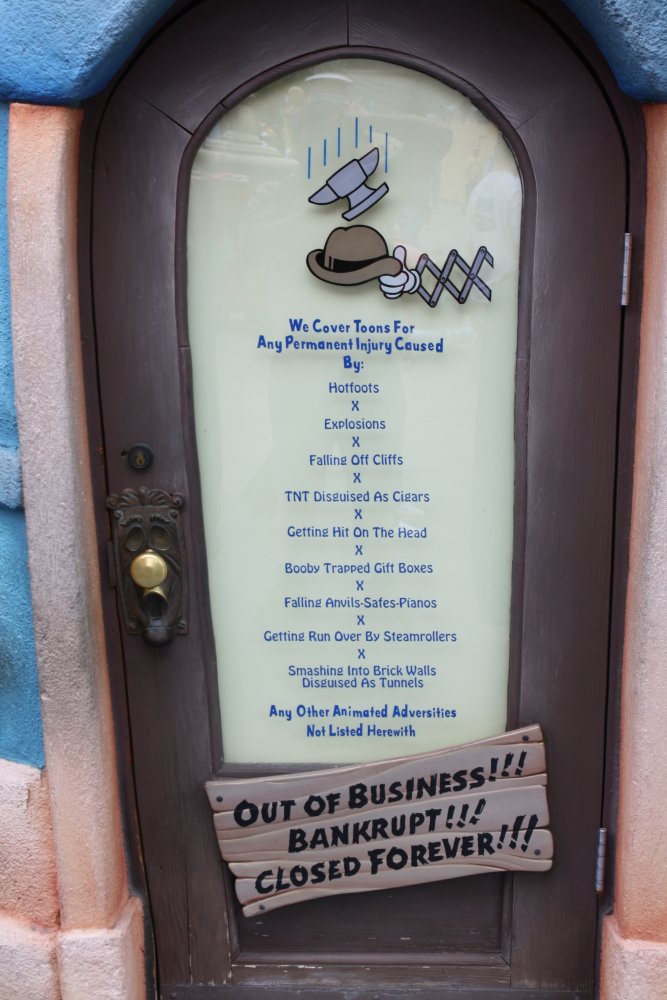 We Cover Toons For
Any Permanent Injury Caused
By:
Hotfoots
X
Explosions
X
Falling Off Cliffs
X
TNT Disguised As Cigars
X
Getting Hit On The Head
X
Booby Trapped Gift Boxes
X
Falling Anvils-Safes-Pianos
X
Getting Run Over By Steamrollers
X
Smashing Into Brick Walls
Disguised As Tunnels
Any Other Animated Adversities
Not Listed Herewith
OUT OF BUSINESS!!!
BANKRUPT!!!
CLOSED FOREVER!!!